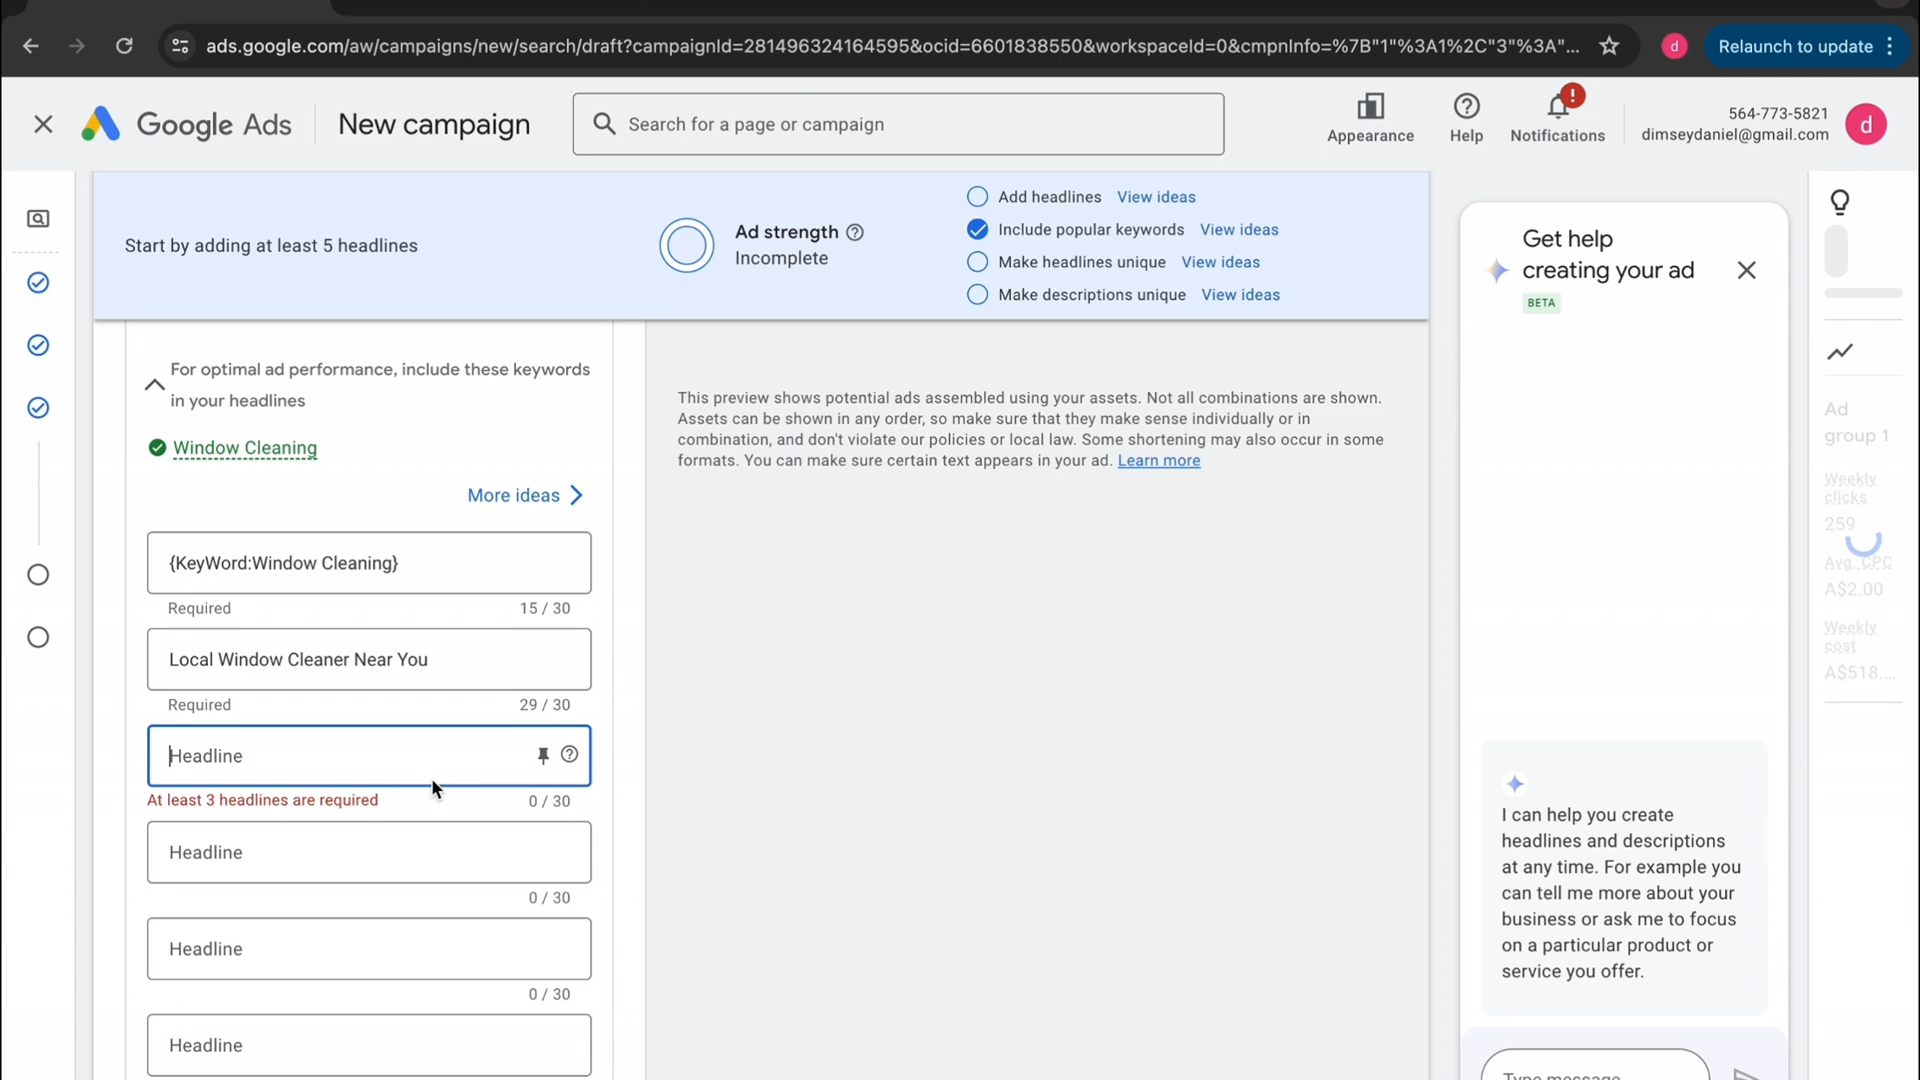 ads.google.com/aw/campaigns/new/search/draft?campaignId=281496324164595&ocid=6601838550&workspaceId=0&cmpnInfo=%7B"1"%3A1%2C"3"%3A"...
d
Relaunch to update
Google Ads
New campaign
Search for a page or campaign
Appearance
Help
Notifications
564-773-5821
dimseydaniel@gmail.com
d
Start by adding at least 5 headlines
Ad strength
Incomplete
Add headlines View ideas
Include popular keywords View ideas
Make headlines unique View ideas
Make descriptions unique View ideas
For optimal ad performance, include these keywords
in your headlines
Window Cleaning
More ideas
{KeyWord:Window Cleaning}
Required 15 / 30
Local Window Cleaner Near You
Required 29 / 30
Headline
At least 3 headlines are required 0 / 30
Headline
0 / 30
Headline
0 / 30
Headline
This preview shows potential ads assembled using your assets. Not all combinations are shown.
Assets can be shown in any order, so make sure that they make sense individually or in
combination, and don't violate our policies or local law. Some shortening may also occur in some
formats. You can make sure certain text appears in your ad. Learn more
Get help
creating your ad
BETA
I can help you create
headlines and descriptions
at any time. For example you
can tell me more about your
business or ask me to focus
on a particular product or
service you offer.
Type message
Ad
group 1
Weekly
clicks
259
Avg. CPC
A$2.00
Weekly
cost
A$518....